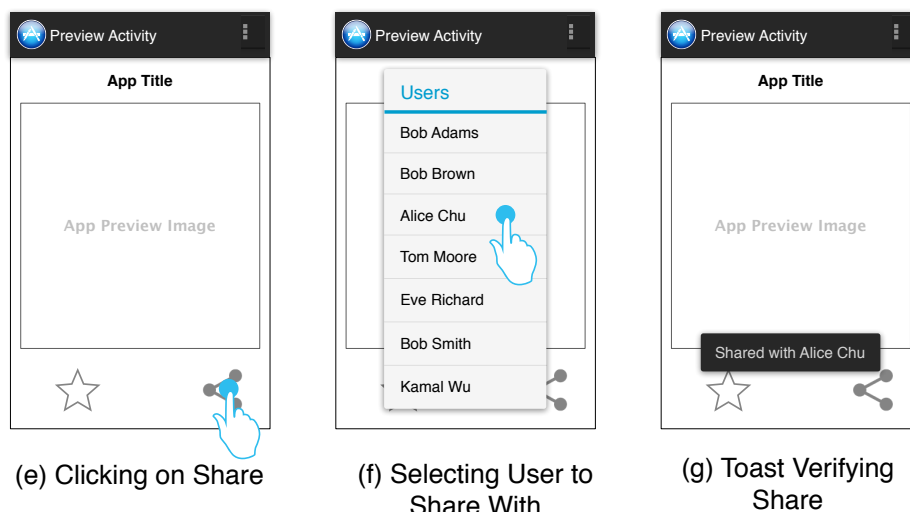 Preview Activity
App Title
App Preview Image
(e) Clicking on Share
Preview Activity
Users
Bob Adams
Bob Brown
Alice Chu
Tom Moore
Eve Richard
Bob Smith
Kamal Wu
(f) Selecting User to
Share With
Preview Activity
App Title
App Preview Image
Shared with Alice Chu
(g) Toast Verifying
Share